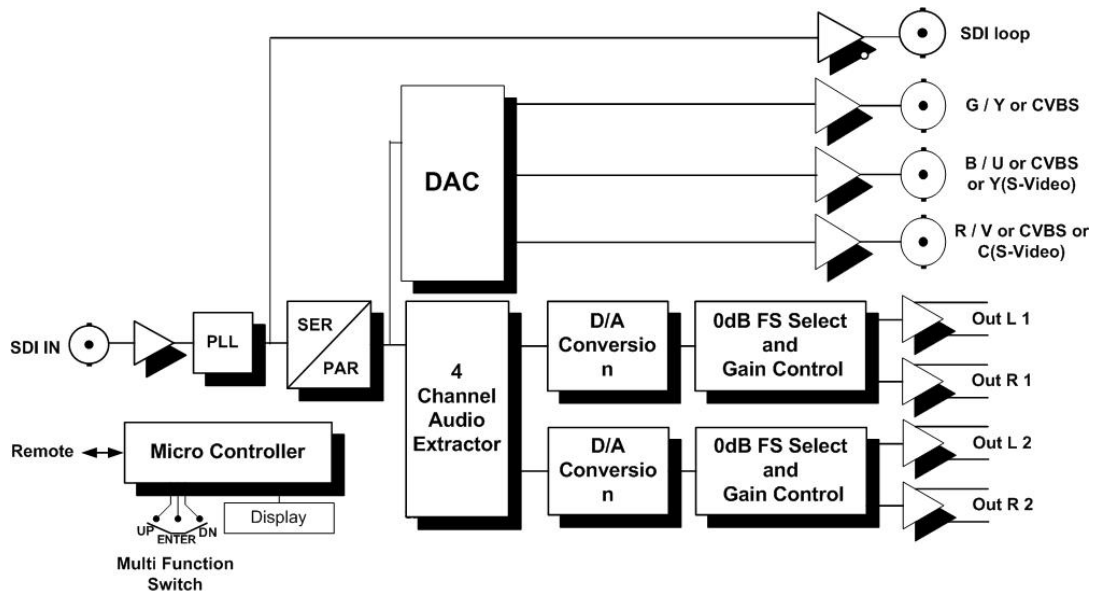 SDI loop
G / Y or CVBS
DAC
B / U or CVBS
or Y(S-Video)
R / V or CVBS or
C(S-Video)
SDI IN
PLL
SER
PAR
4
Channel
Audio
Extractor
D/A
Conversio
n
0dB FS Select
and
Gain Control
Out L 1
Out R 1
Remote
Micro Controller
D/A
Conversio
n
0dB FS Select
and
Gain Control
Out L 2
Out R 2
Display
UP
ENTER
DN
Multi Function
Switch